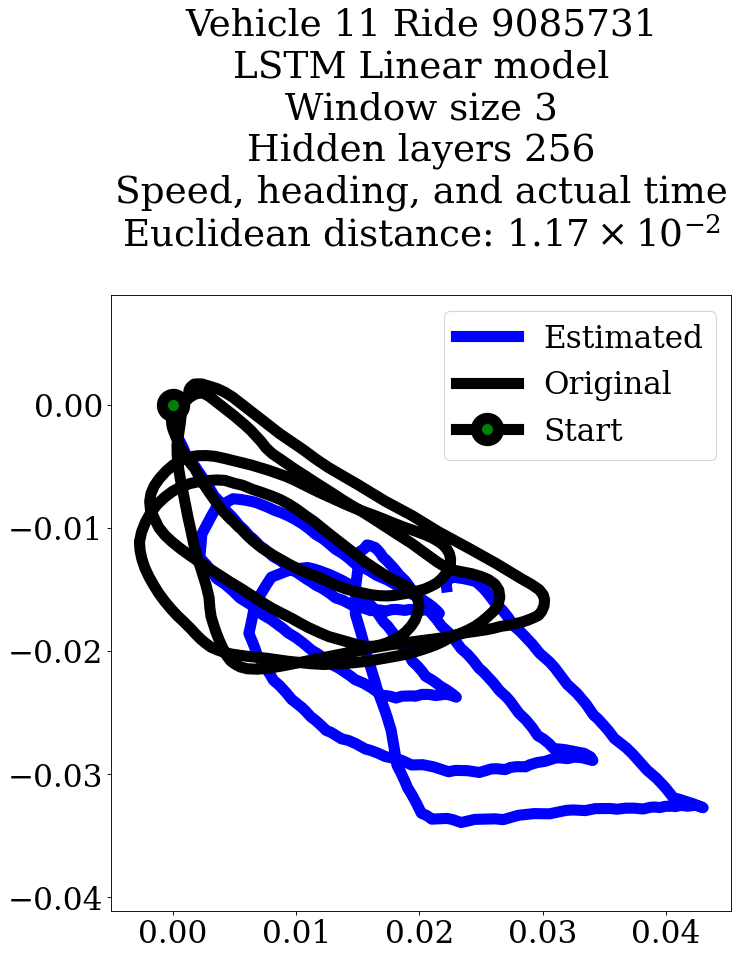 Vehicle 11 Ride 9085731
LSTM Linear model
Window size 3
Hidden layers 256
Speed, heading, and actual time
Euclidean distance: 1.17 × 10⁻²
Estimated
Original
Start
0.00
−0.01
−0.02
−0.03
−0.04
0.00 0.01 0.02 0.03 0.04